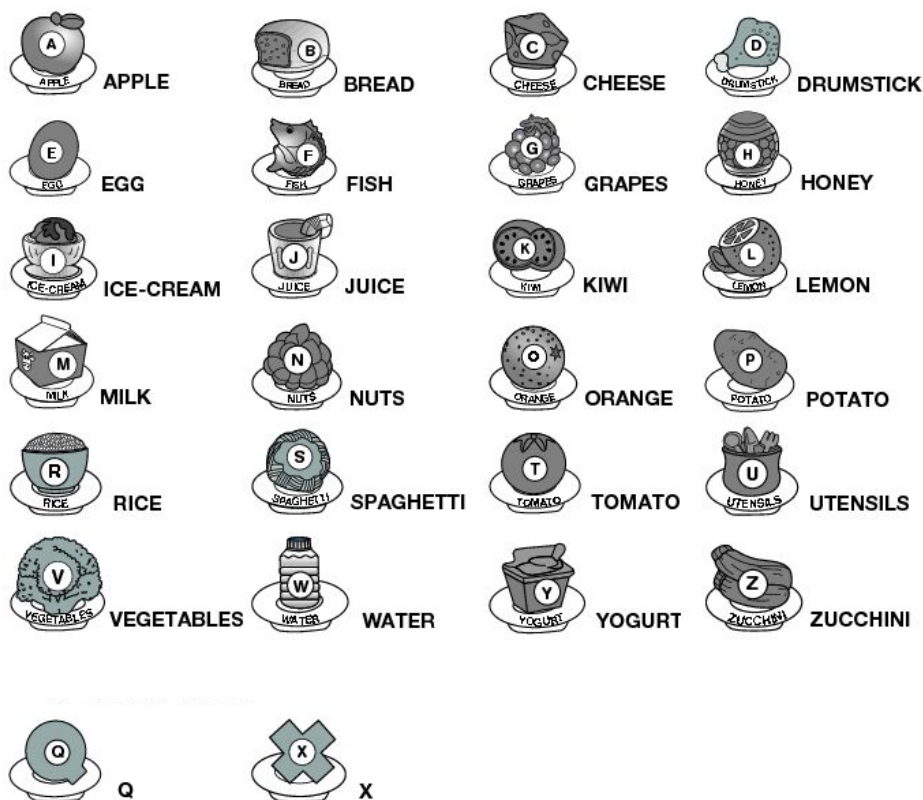 A APPLE APPLE
B BREAD BREAD
C CHEESE CHEESE
D DRUMSTICK DRUMSTICK
E EGG EGG
F FISH FISH
G GRAPES GRAPES
H HONEY HONEY
I ICE-CREAM ICE-CREAM
J JUICE JUICE
K KIWI KIWI
L LEMON LEMON
M MILK MILK
N NUTS NUTS
O ORANGE ORANGE
P POTATO POTATO
R RICE RICE
S SPAGHETTI SPAGHETTI
T TOMATO TOMATO
U UTENSILS UTENSILS
V VEGETABLES VEGETABLES
W WATER WATER
Y YOGURT YOGURT
Z ZUCCHINI ZUCCHINI
Q Q
X X